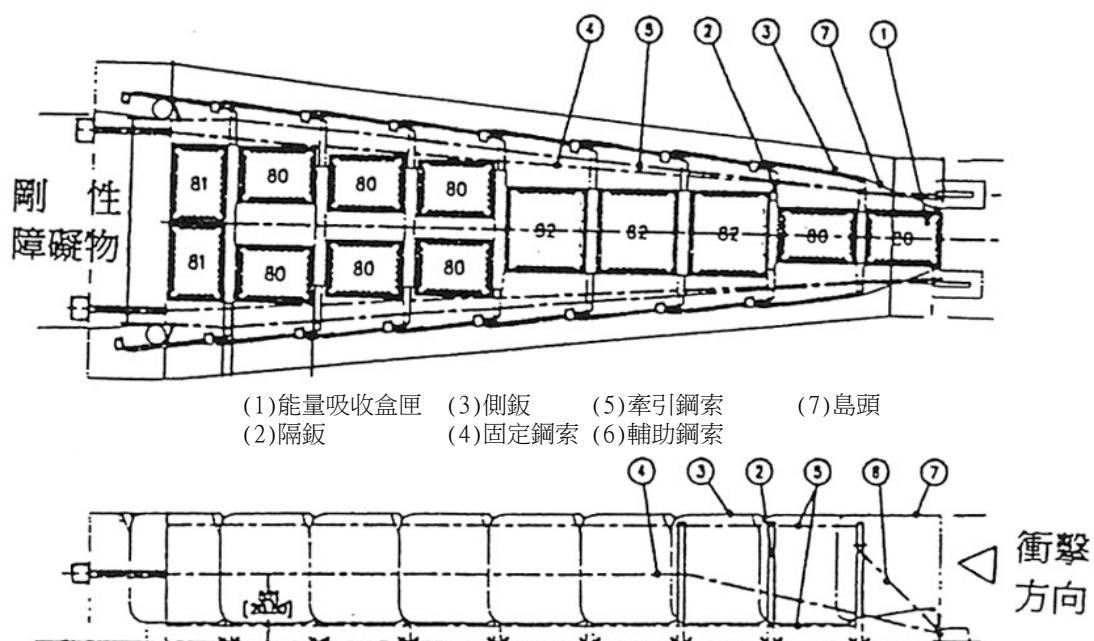 ④ ⑤ ② ③ ⑦ ①
剛 性
障礙物
81 80 80 80
92 82 82 80 20
81 80 80 80
(1)能量吸收盒匣 (3)側鈑 (5)牽引鋼索 (7)島頭
(2)隔鈑 (4)固定鋼索 (6)輔助鋼索
④ ③ ② ⑤ ⑥ ⑦
衝擊
方向